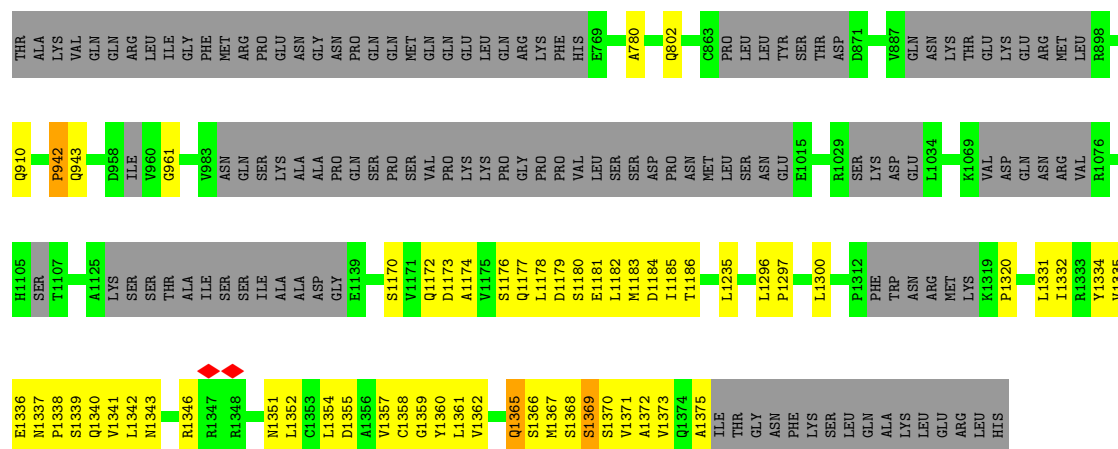 THR ALA LYS VAL GLN GLN ARG LEU ILE GLY PHE MET ARG PRO GLU ASN GLY ASN PRO GLN GLN MET GLN GLN GLU LEU GLN ARG LYS PHE HIS E769 A780 Q802 C863 PRO LEU LEU TYR SER THR ASP D871 V887 GLN ASN LYS THR GLU LYS GLU ARG MET LEU R898
Q910 P942 Q943 D958 ILE V960 G961 V983 ASN GLN SER LYS ALA ALA PRO GLN SER PRO SER VAL PRO LYS LYS PRO GLY PRO PRO VAL LEU SER SER ASP PRO ASN MET LEU SER ASN GLU E1015 R1029 SER LYS ASP GLU L1034 K1069 VAL ASP GLN ASN ARG VAL R1076
H1105 SER T1107 A1125 LYS SER SER THR ALA ILE SER SER ILE ALA ALA ASP GLY E1139 S1170 V1171 Q1172 D1173 A1174 V1175 S1176 Q1177 L1178 D1179 S1180 E1181 L1182 M1183 D1184 I1185 T1186 L1235 L1296 P1297 L1300 P1312 PHE TRP ASN ARG MET LYS K1319 P1320 L1331 I1332 R1333 Y1334 V1335
E1336 N1337 P1338 S1339 Q1340 V1341 L1342 N1343 R1346 R1347 R1348 N1351 L1352 C1353 L1354 D1355 A1356 V1357 C1358 G1359 Y1360 L1361 V1362 Q1365 S1366 M1367 S1368 S1369 S1370 V1371 A1372 V1373 Q1374 A1375 ILE THR GLY ASN PHE LYS SER LEU GLN ALA LYS LEU GLU ARG LEU HIS